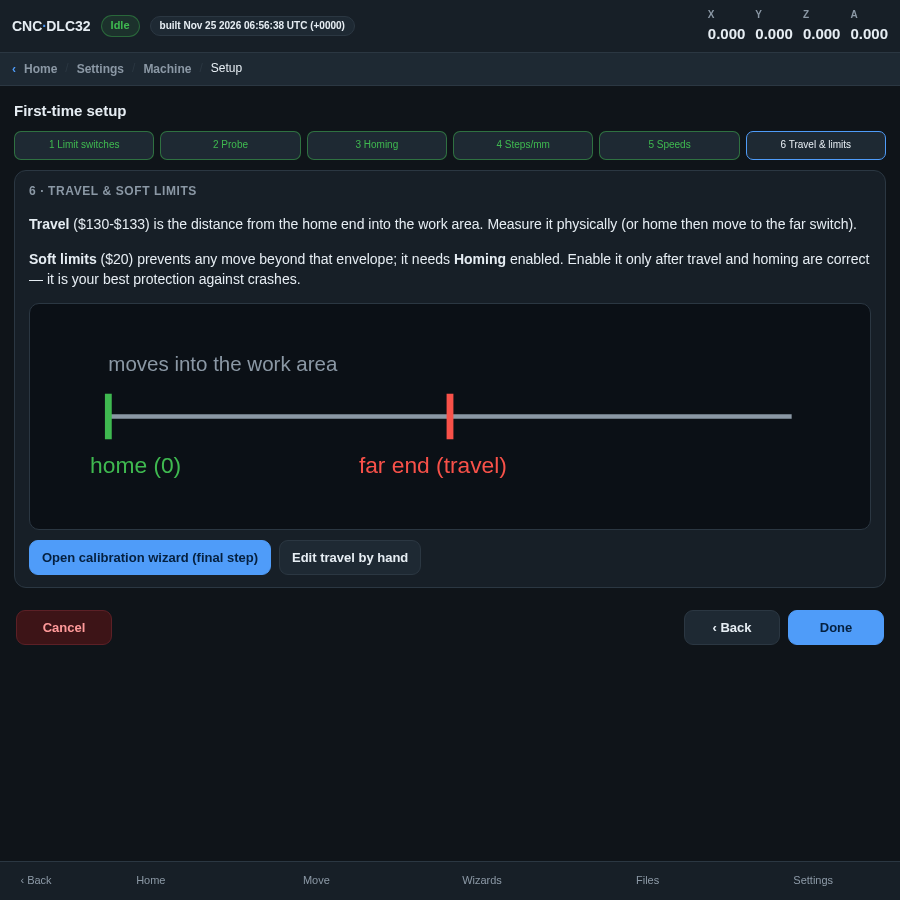 CNC·DLC32
Idle
built Nov 25 2026 06:56:38 UTC (+0000)
X Y Z A
0.000 0.000 0.000 0.000
‹ Home / Settings / Machine / Setup
First-time setup
1 Limit switches
2 Probe
3 Homing
4 Steps/mm
5 Speeds
6 Travel & limits
6 · TRAVEL & SOFT LIMITS
Travel ($130-$133) is the distance from the home end into the work area. Measure it physically (or home then move to the far switch).
Soft limits ($20) prevents any move beyond that envelope; it needs Homing enabled. Enable it only after travel and homing are correct
— it is your best protection against crashes.
moves into the work area
home (0)
far end (travel)
Open calibration wizard (final step)
Edit travel by hand
Cancel
‹ Back
Done
‹ Back
Home
Move
Wizards
Files
Settings